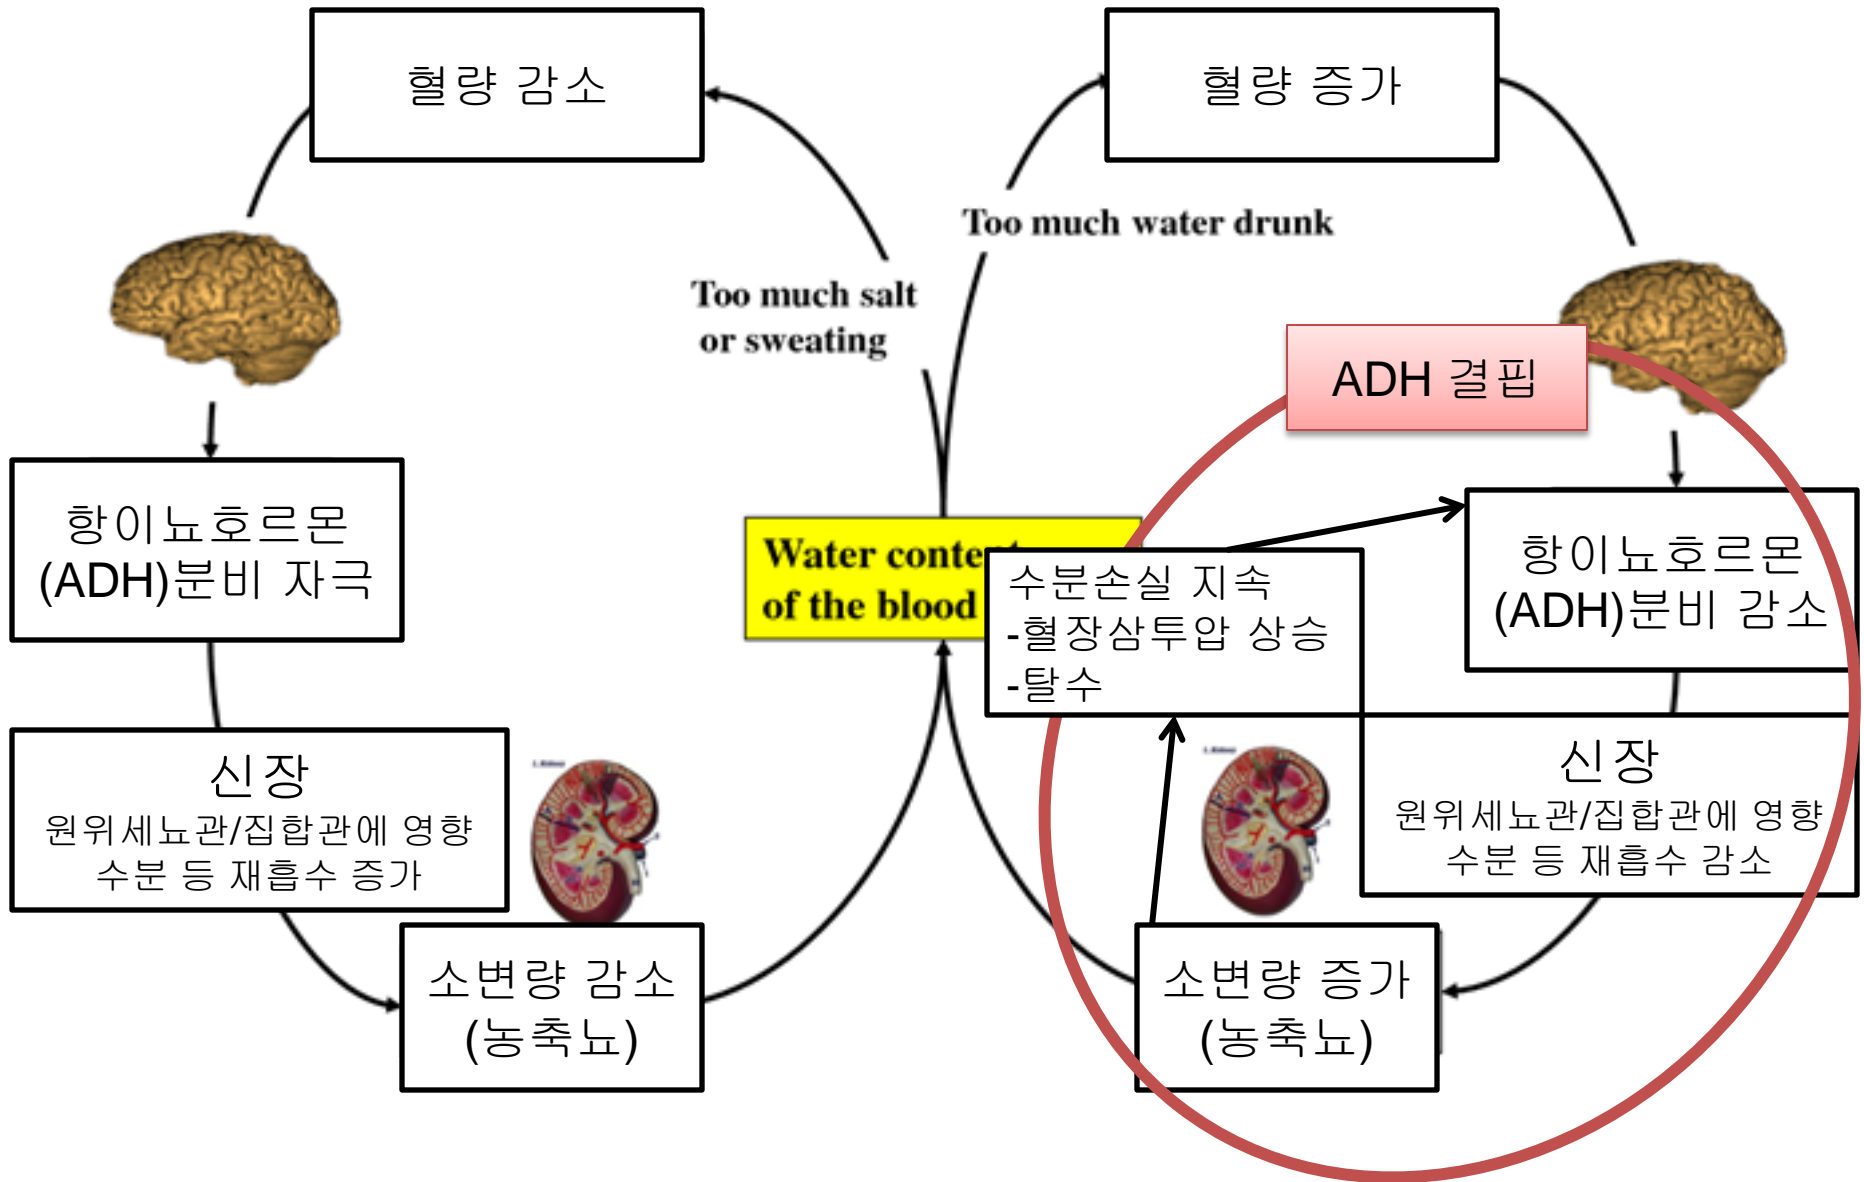 혈량 감소
혈량 증가
Too much water drunk
Too much salt
or sweating
ADH 결핍
항이뇨호르몬
(ADH)분비 자극
Water conte
of the blood
수분손실 지속
-혈장삼투압 상승
-탈수
항이뇨호르몬
(ADH)분비 감소
신장
원위세뇨관/집합관에 영향
수분 등 재흡수 증가
신장
원위세뇨관/집합관에 영향
수분 등 재흡수 감소
소변량 감소
(농축뇨)
소변량 증가
(농축뇨)